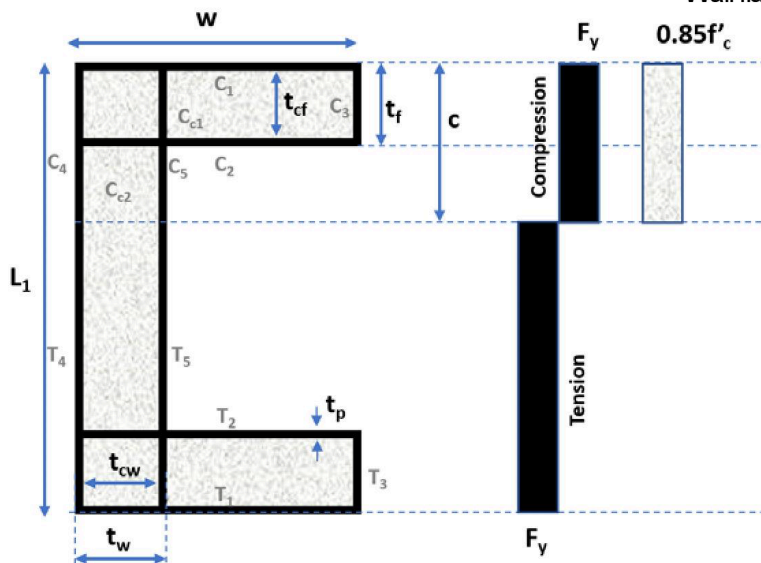 w
F_y
0.85f'_c
C_1
t_cf
C_3
t_f
C_c1
c
C_4
C_5
C_2
C_c2
Compression
L_1
T_4
T_5
T_2
t_p
Tension
t_cw
T_3
T_1
t_w
F_y